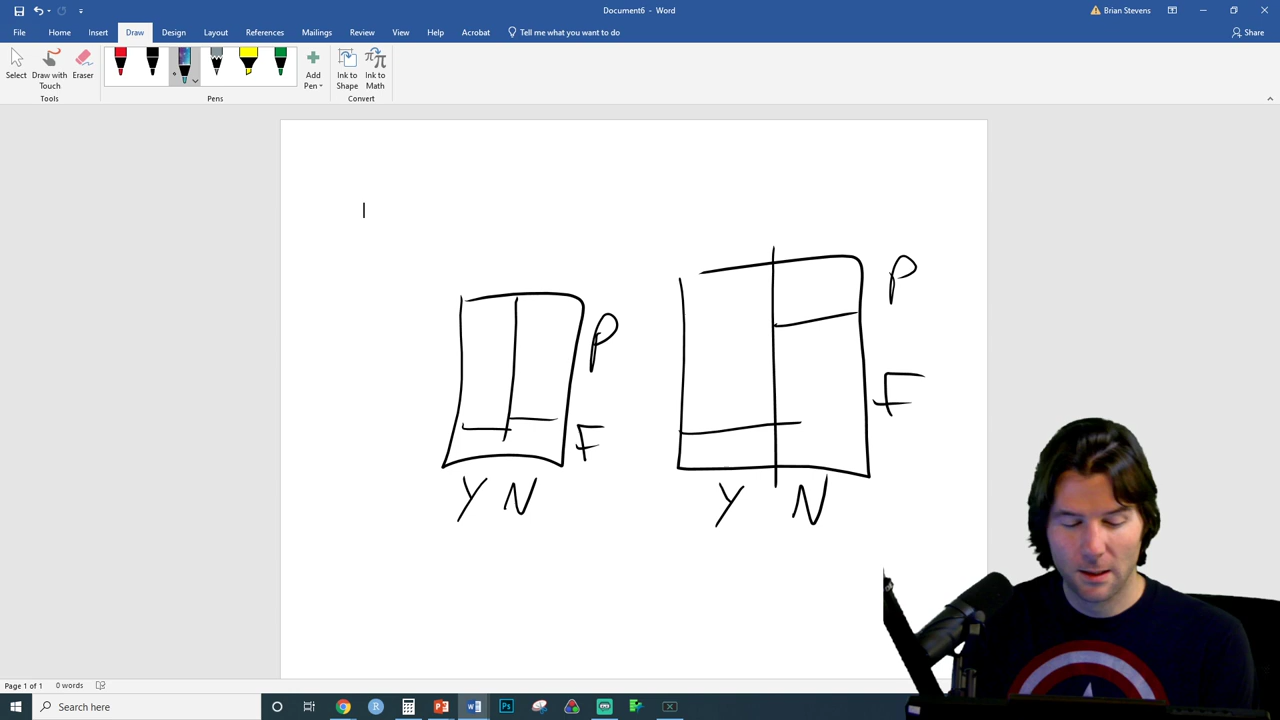 Document6 - Word
Brian Stevens
File Home Insert Draw Design Layout References Mailings Review View Help Acrobat Tell me what you want to do
Share
Select
Draw with
Touch
Eraser
Add
Pen
Ink to
Shape
Ink to
Math
Tools
Pens
Convert
P
P
F
F
Y N
Y N
Page 1 of 1 0 words
Search here